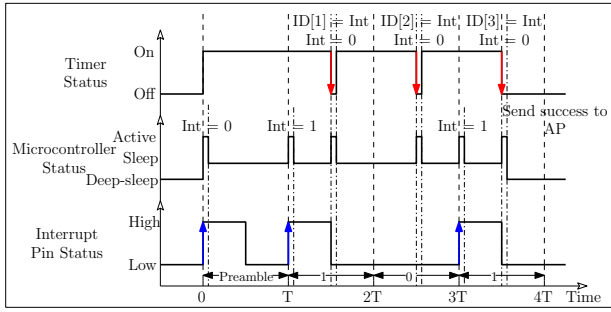 ID[1] = Int ID[2] = Int ID[3] = Int
Int = 0 Int = 0 Int = 0
On
Timer
Status
Off
Send success to
AP
Int = 0 Int = 1 Int = 1
Active
Microcontroller
Status
Sleep
Deep-sleep
High
Interrupt
Pin Status
Low
Preamble 1 0 1
0 T 2T 3T 4T Time